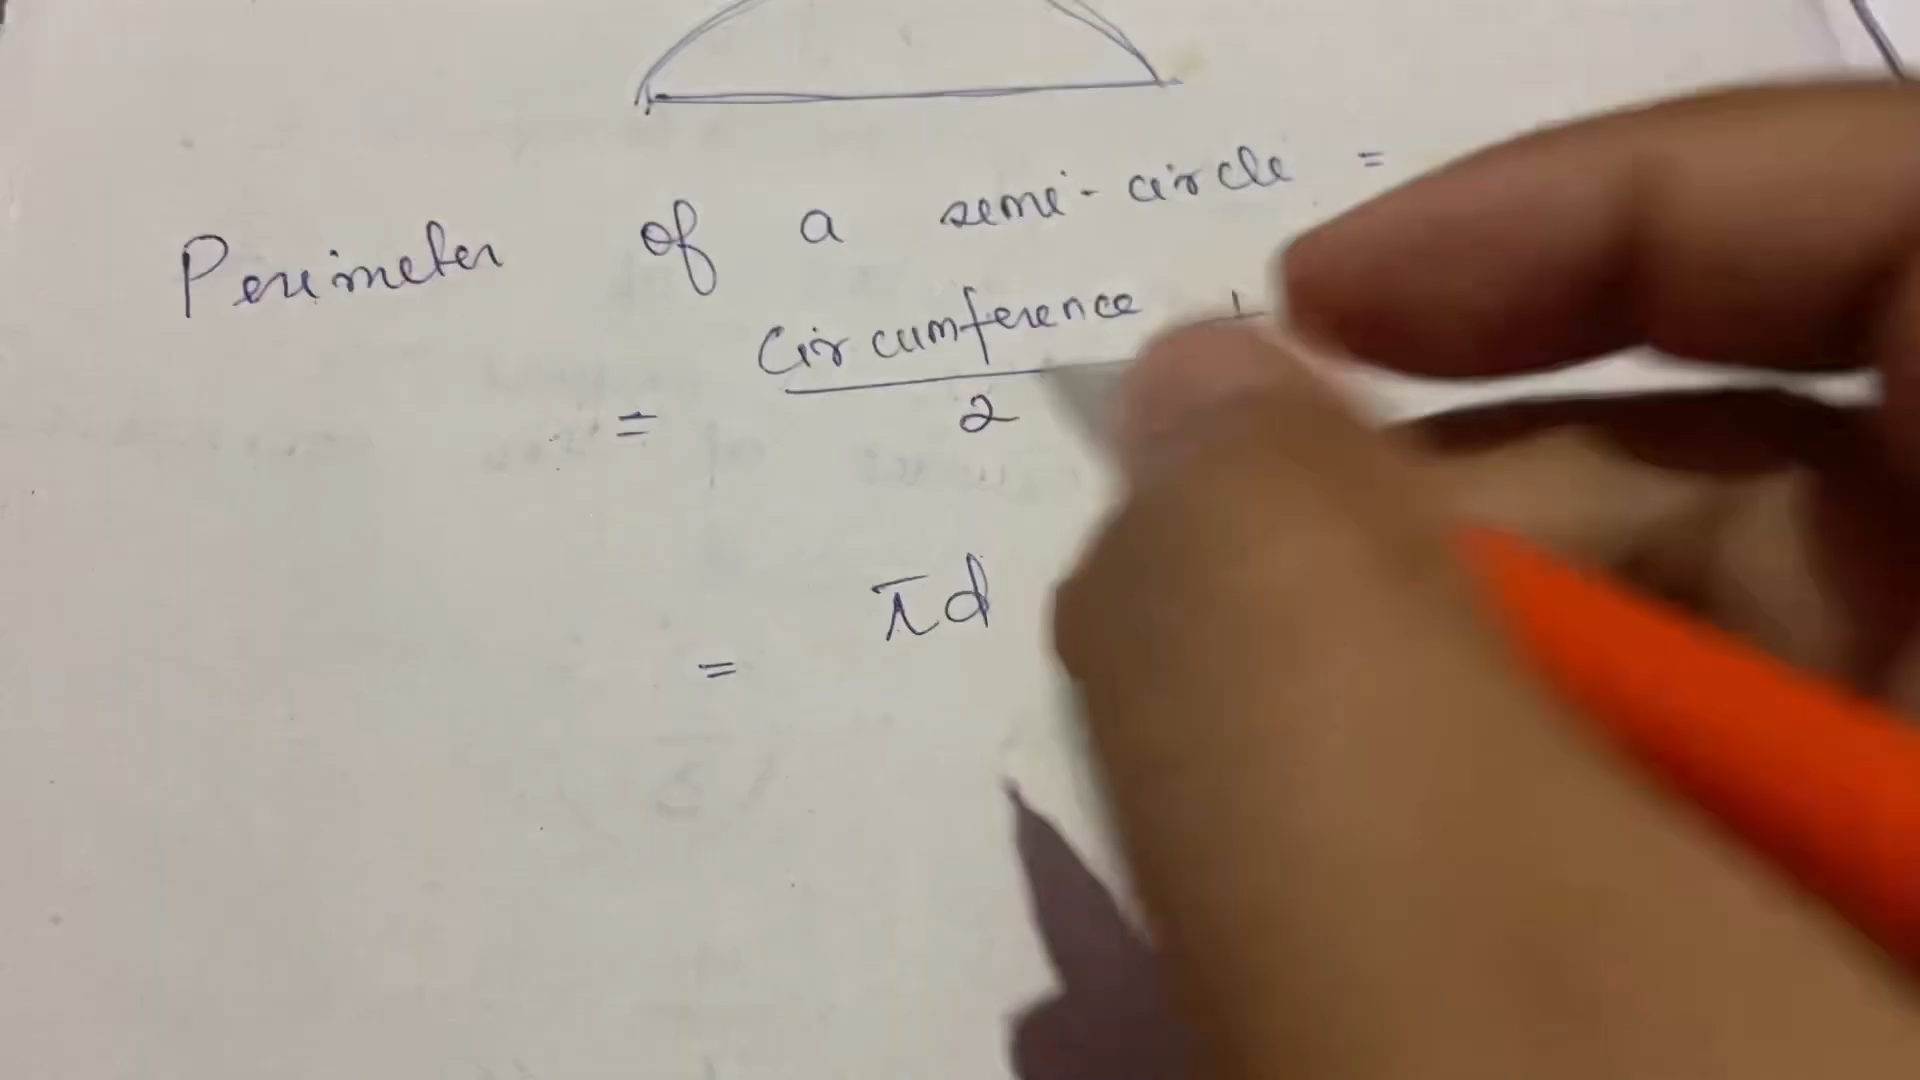 Perimeter of a semi-circle =
= Circumference +
2
= πd